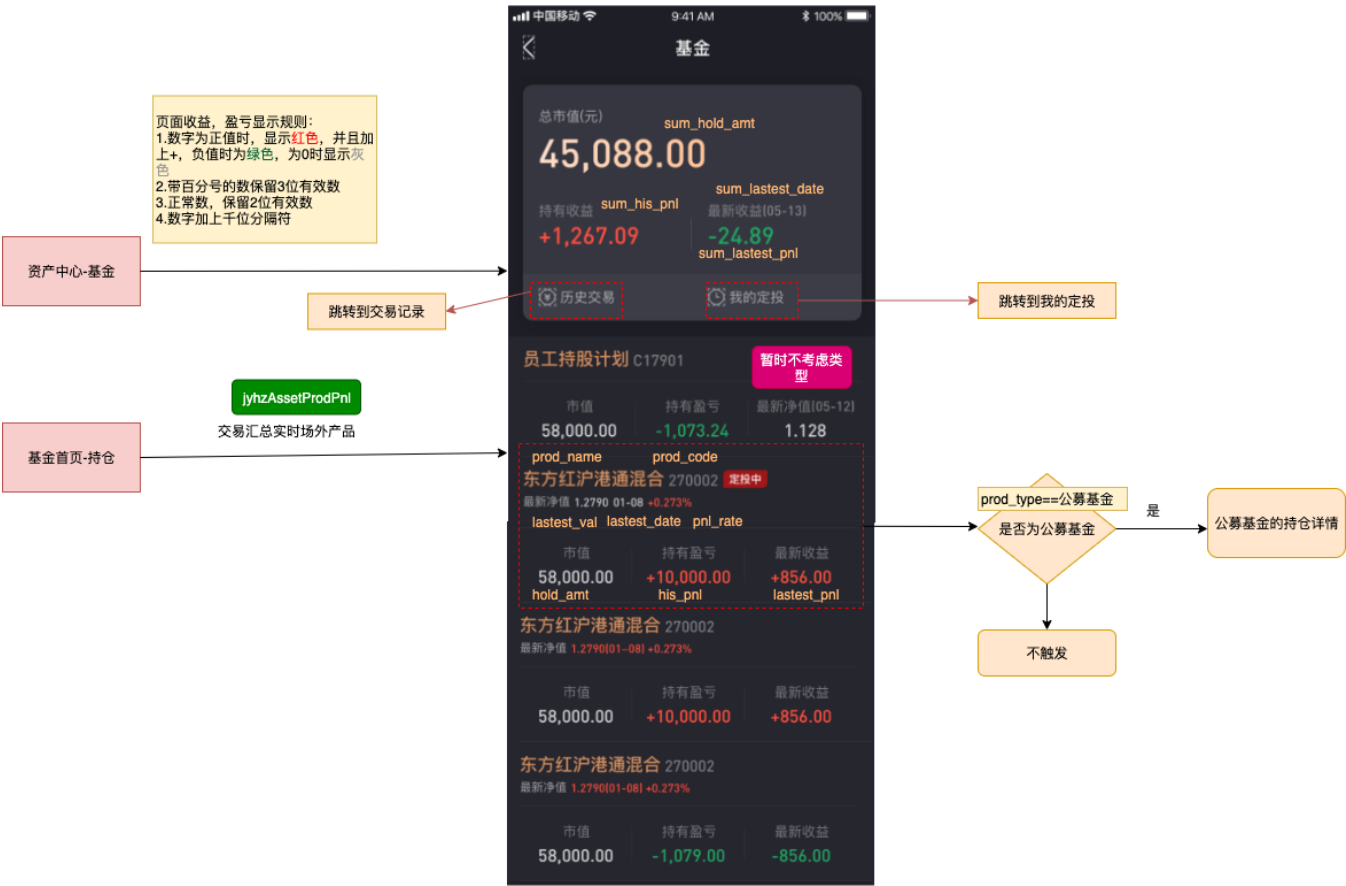 中国移动
9:41 AM
100%
基金
页面收益，盈亏显示规则：
1.数字为正值时，显示红色，并且加
上+，负值时为绿色，为0时显示灰
色
2.带百分号的数保留3位有效数
3.正常数，保留2位有效数
4.数字加上千位分隔符
总市值(元)
sum_hold_amt
45,088.00
sum_lastest_date
持有收益
sum_his_pnl
最新收益(05-13)
+1,267.09
-24.89
sum_lastest_pnl
资产中心-基金
历史交易
我的定投
跳转到交易记录
跳转到我的定投
员工持股计划 C17901
暂时不考虑类
型
jyhzAssetProdPnl
交易汇总实时场外产品
市值
持有盈亏
最新净值(05-12)
58,000.00
-1,073.24
1.128
基金首页-持仓
prod_name
prod_code
东方红沪港通混合 270002 定投中
最新净值 1.2790 01-08 +0.273%
lastest_val
lastest_date
pnl_rate
市值
持有盈亏
最新收益
58,000.00
+10,000.00
+856.00
hold_amt
his_pnl
lastest_pnl
prod_type==公募基金
是否为公募基金
是
公募基金的持仓详情
不触发
东方红沪港通混合 270002
最新净值 1.2790(01-08) +0.273%
市值
持有盈亏
最新收益
58,000.00
+10,000.00
+856.00
东方红沪港通混合 270002
最新净值 1.2790(01-08) +0.273%
市值
持有盈亏
最新收益
58,000.00
-1,079.00
-856.00